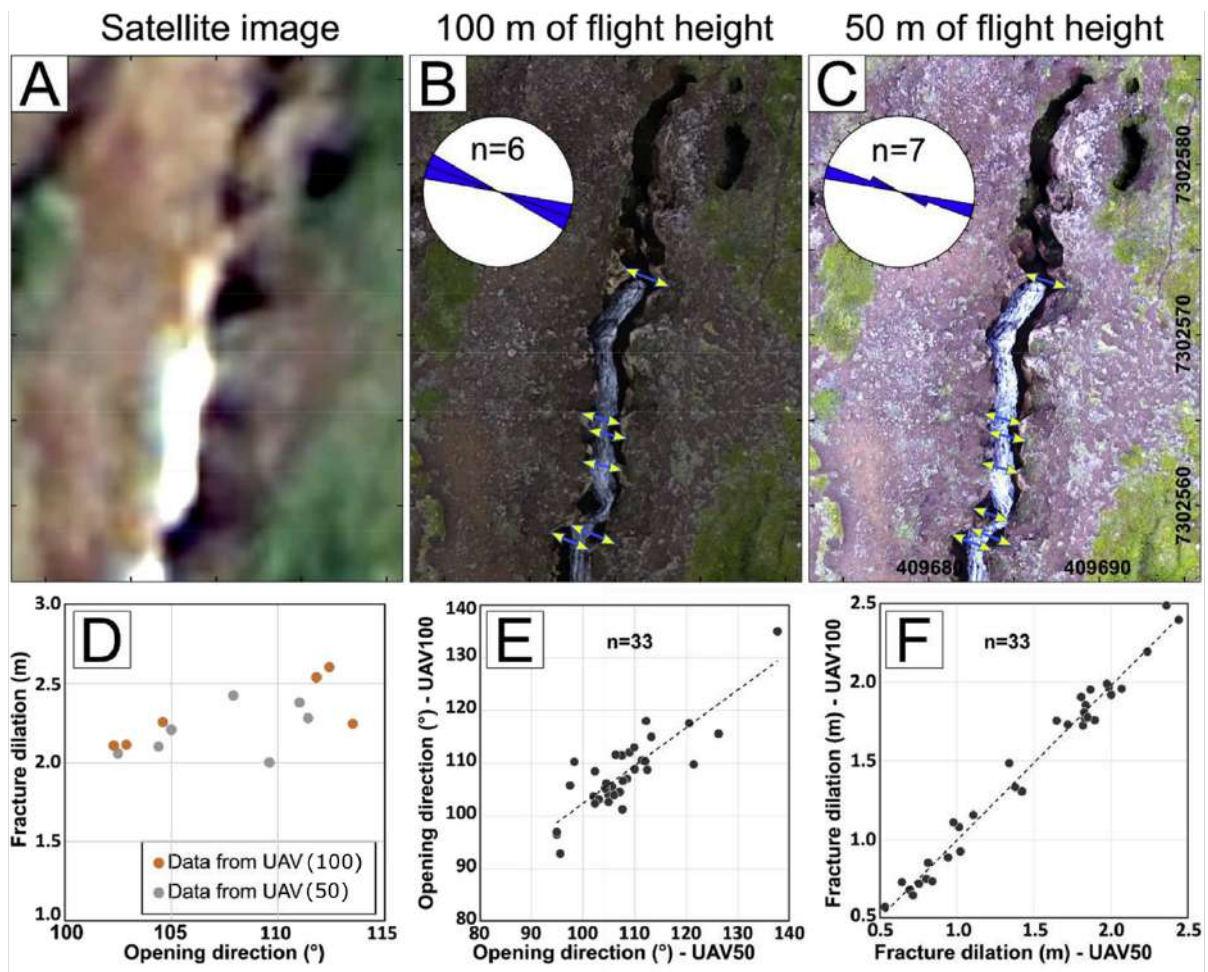 Satellite image
100 m of flight height
50 m of flight height
A
B
C
n=6
n=7
7302580
7302570
7302560
409680
409690
D
Fracture dilation (m)
3.0
2.5
2.0
1.5
1.0
100
105
110
115
Opening direction (°)
Data from UAV (100)
Data from UAV (50)
E
n=33
Opening direction (°) - UAV100
140
130
120
110
100
90
80
80
90
100
110
120
130
140
Opening direction (°) - UAV50
F
n=33
Fracture dilation (m) - UAV100
2.5
2.0
1.5
1.0
0.5
0.5
1.0
1.5
2.0
2.5
Fracture dilation (m) - UAV50